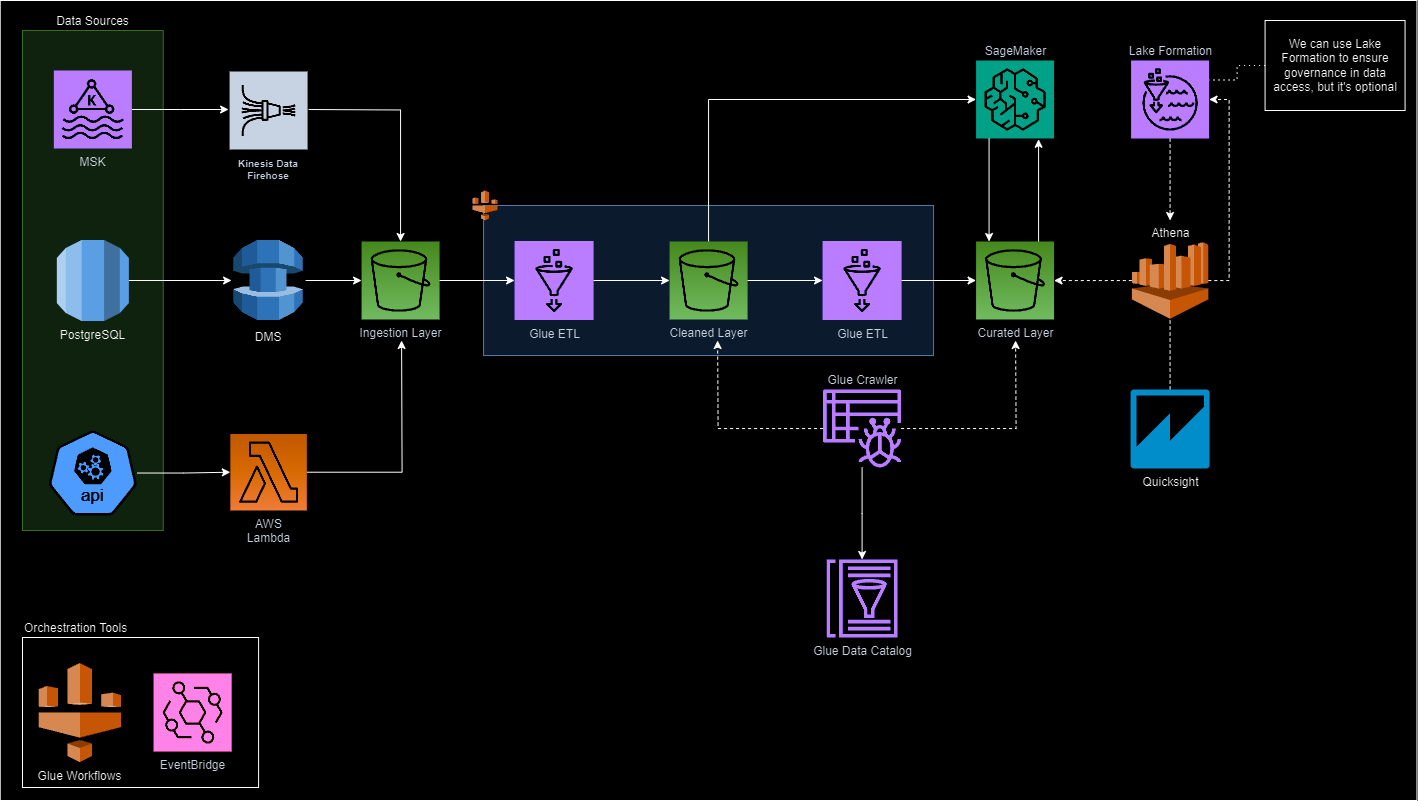 Data Sources
SageMaker
Lake Formation
We can use Lake
Formation to ensure
governance in data
access, but it's optional
K
MSK
Kinesis Data
Firehose
Athena
PostgreSQL
DMS
Ingestion Layer
Glue ETL
Cleaned Layer
Glue ETL
Curated Layer
Glue Crawler
api
AWS
Lambda
Quicksight
Glue Data Catalog
Orchestration Tools
Glue Workflows
EventBridge